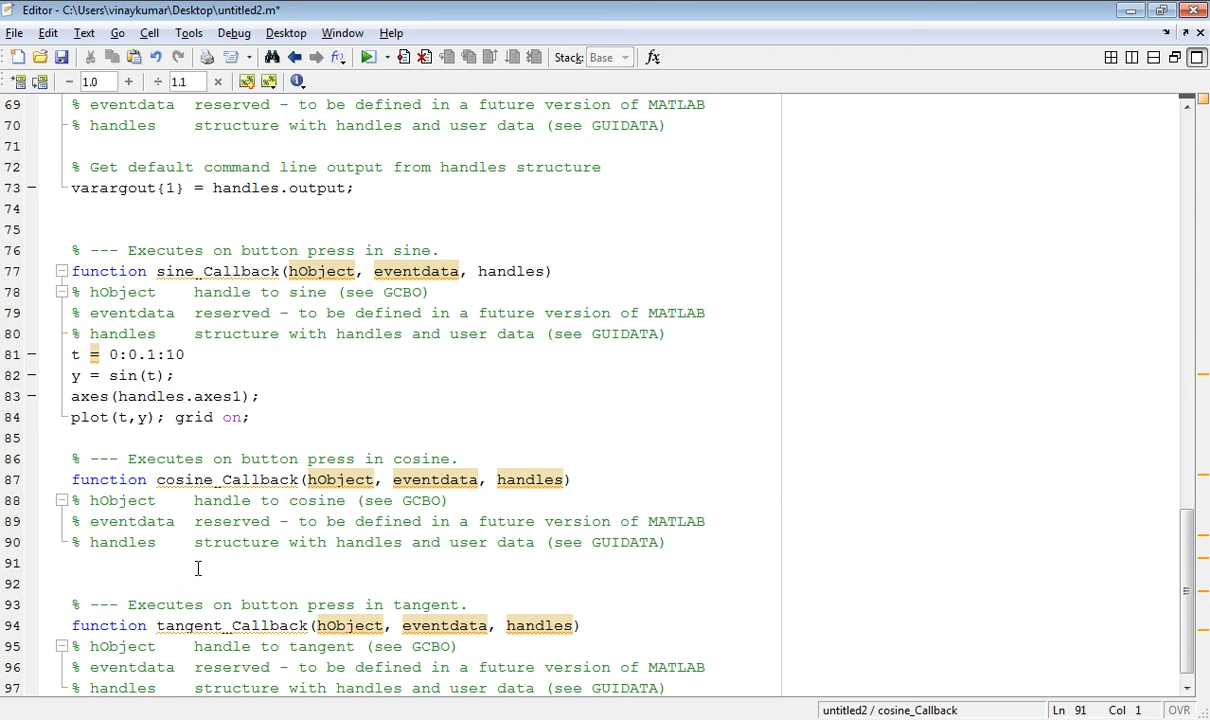 Editor - C:\Users\vinaykumar\Desktop\untitled2.m*
File Edit Text Go Cell Tools Debug Desktop Window Help
Stack: Base fx
- 1.0 + ÷ 1.1 ×
69 % eventdata  reserved - to be defined in a future version of MATLAB
70 % handles    structure with handles and user data (see GUIDATA)
71
72 % Get default command line output from handles structure
73 - varargout{1} = handles.output;
74
75
76 % --- Executes on button press in sine.
77 function sine_Callback(hObject, eventdata, handles)
78 % hObject    handle to sine (see GCBO)
79 % eventdata  reserved - to be defined in a future version of MATLAB
80 % handles    structure with handles and user data (see GUIDATA)
81 - t = 0:0.1:10
82 - y = sin(t);
83 - axes(handles.axes1);
84 plot(t,y); grid on;
85
86 % --- Executes on button press in cosine.
87 function cosine_Callback(hObject, eventdata, handles)
88 % hObject    handle to cosine (see GCBO)
89 % eventdata  reserved - to be defined in a future version of MATLAB
90 % handles    structure with handles and user data (see GUIDATA)
91
92
93 % --- Executes on button press in tangent.
94 function tangent_Callback(hObject, eventdata, handles)
95 % hObject    handle to tangent (see GCBO)
96 % eventdata  reserved - to be defined in a future version of MATLAB
97 % handles    structure with handles and user data (see GUIDATA)
untitled2 / cosine_Callback Ln 91 Col 1 OVR